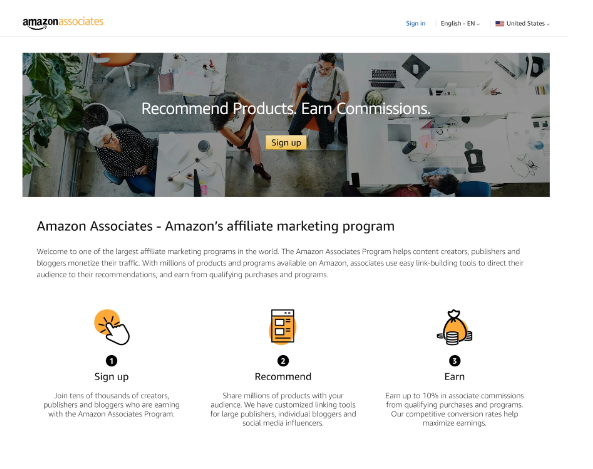 amazonassociates
Sign in
English - EN
United States
Recommend Products. Earn Commissions.
Sign up
Amazon Associates - Amazon's affiliate marketing program
Welcome to one of the largest affiliate marketing programs in the world. The Amazon Associates Program helps content creators, publishers and
bloggers monetize their traffic. With millions of products and programs available on Amazon, associates use easy link-building tools to direct their
audience to their recommendations, and earn from qualifying purchases and programs.
1
Sign up
Join tens of thousands of creators,
publishers and bloggers who are earning
with the Amazon Associates Program.
2
Recommend
Share millions of products with your
audience. We have customized linking tools
for large publishers, individual bloggers and
social media influencers.
3
Earn
Earn up to 10% in associate commissions
from qualifying purchases and programs.
Our competitive conversion rates help
maximize earnings.